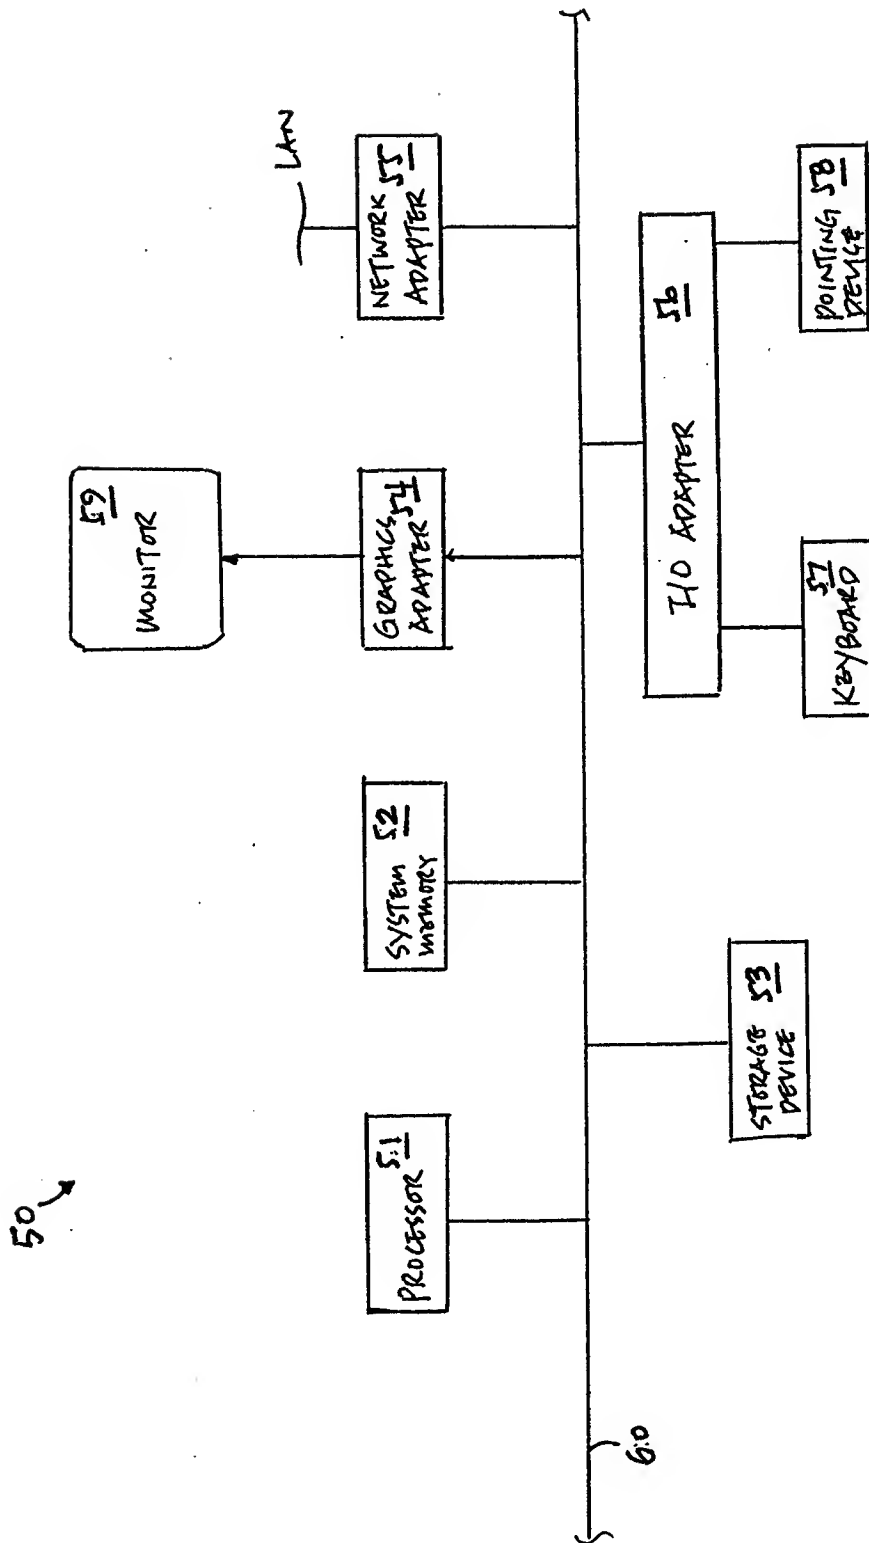 50
MONITOR 59
PROCESSOR 51
SYSTEM 52
MEMORY
GRAPHICS
ADAPTER 54
NETWORK
ADAPTER 55
LAN
60
I/O ADAPTER 56
STORAGE 53
DEVICE
KEYBOARD 57
POINTING 58
DEVICE